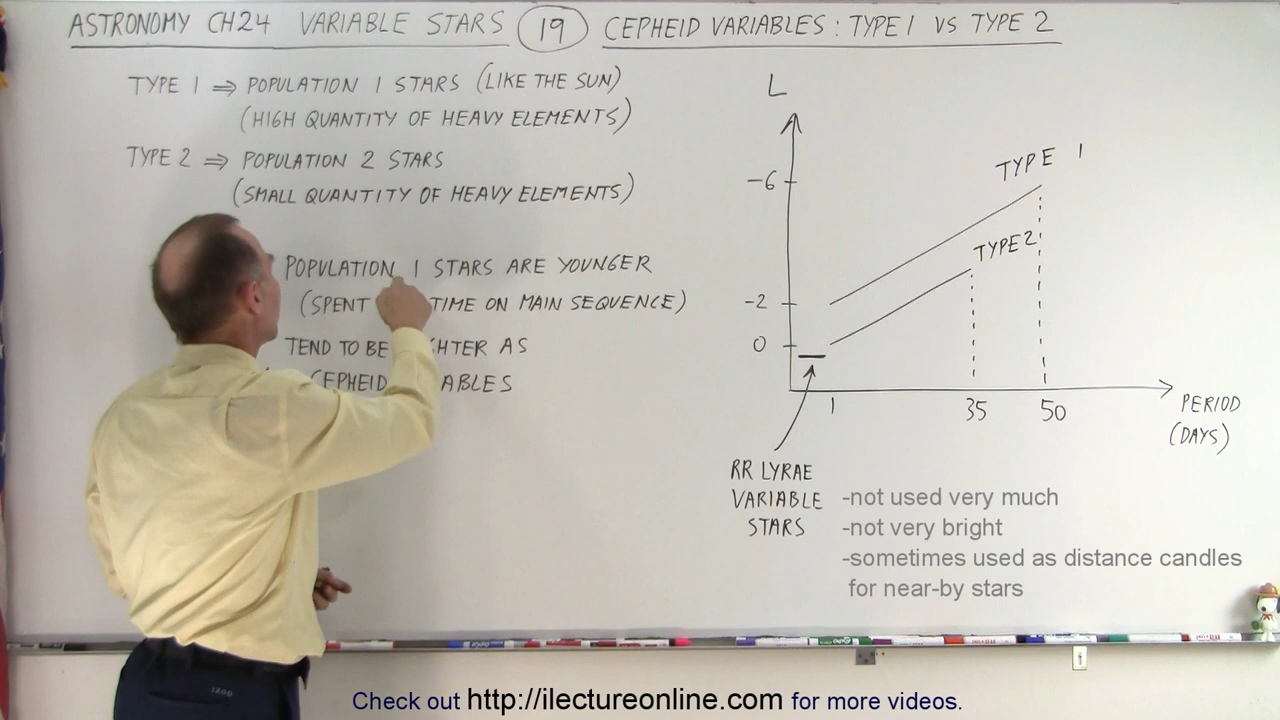 ASTRONOMY CH24 VARIABLE STARS 19 CEPHEID VARIABLES: TYPE 1 VS TYPE 2
TYPE 1 ⇒ POPULATION 1 STARS (LIKE THE SUN)
(HIGH QUANTITY OF HEAVY ELEMENTS)
TYPE 2 ⇒ POPULATION 2 STARS
(SMALL QUANTITY OF HEAVY ELEMENTS)
POPULATION 1 STARS ARE YOUNGER
(SPENT TIME ON MAIN SEQUENCE)
TEND TO BE AS
CEPHEID
L
-6
-2
0
TYPE 1
TYPE 2
1 35 50
PERIOD
(DAYS)
RR LYRAE
VARIABLE
STARS
-not used very much
-not very bright
-sometimes used as distance candles
for near-by stars
IZOD
Check out http://ilectureonline.com for more videos.